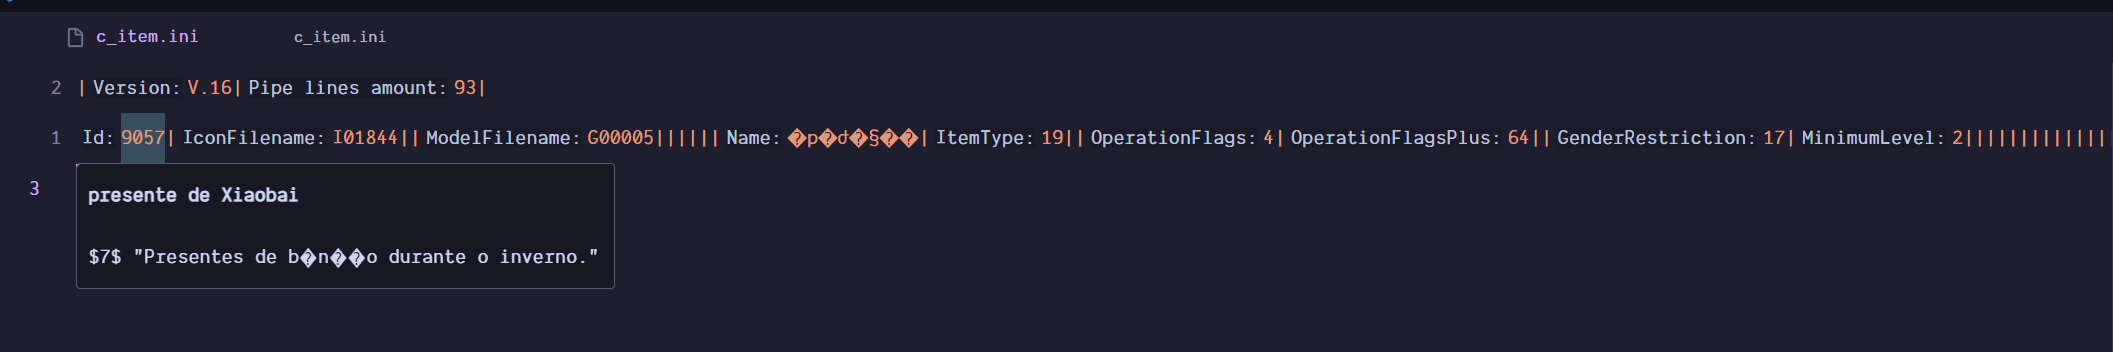 c_item.ini c_item.ini
2 | Version: V.16| Pipe lines amount: 93|
1 Id: 9057| IconFilename: I01844|| ModelFilename: G00005|||||| Name: �p�d�§��| ItemType: 19|| OperationFlags: 4| OperationFlagsPlus: 64|| GenderRestriction: 17| MinimumLevel: 2||||||||||||||
3
presente de Xiaobai
$7$ "Presentes de b�n��o durante o inverno."